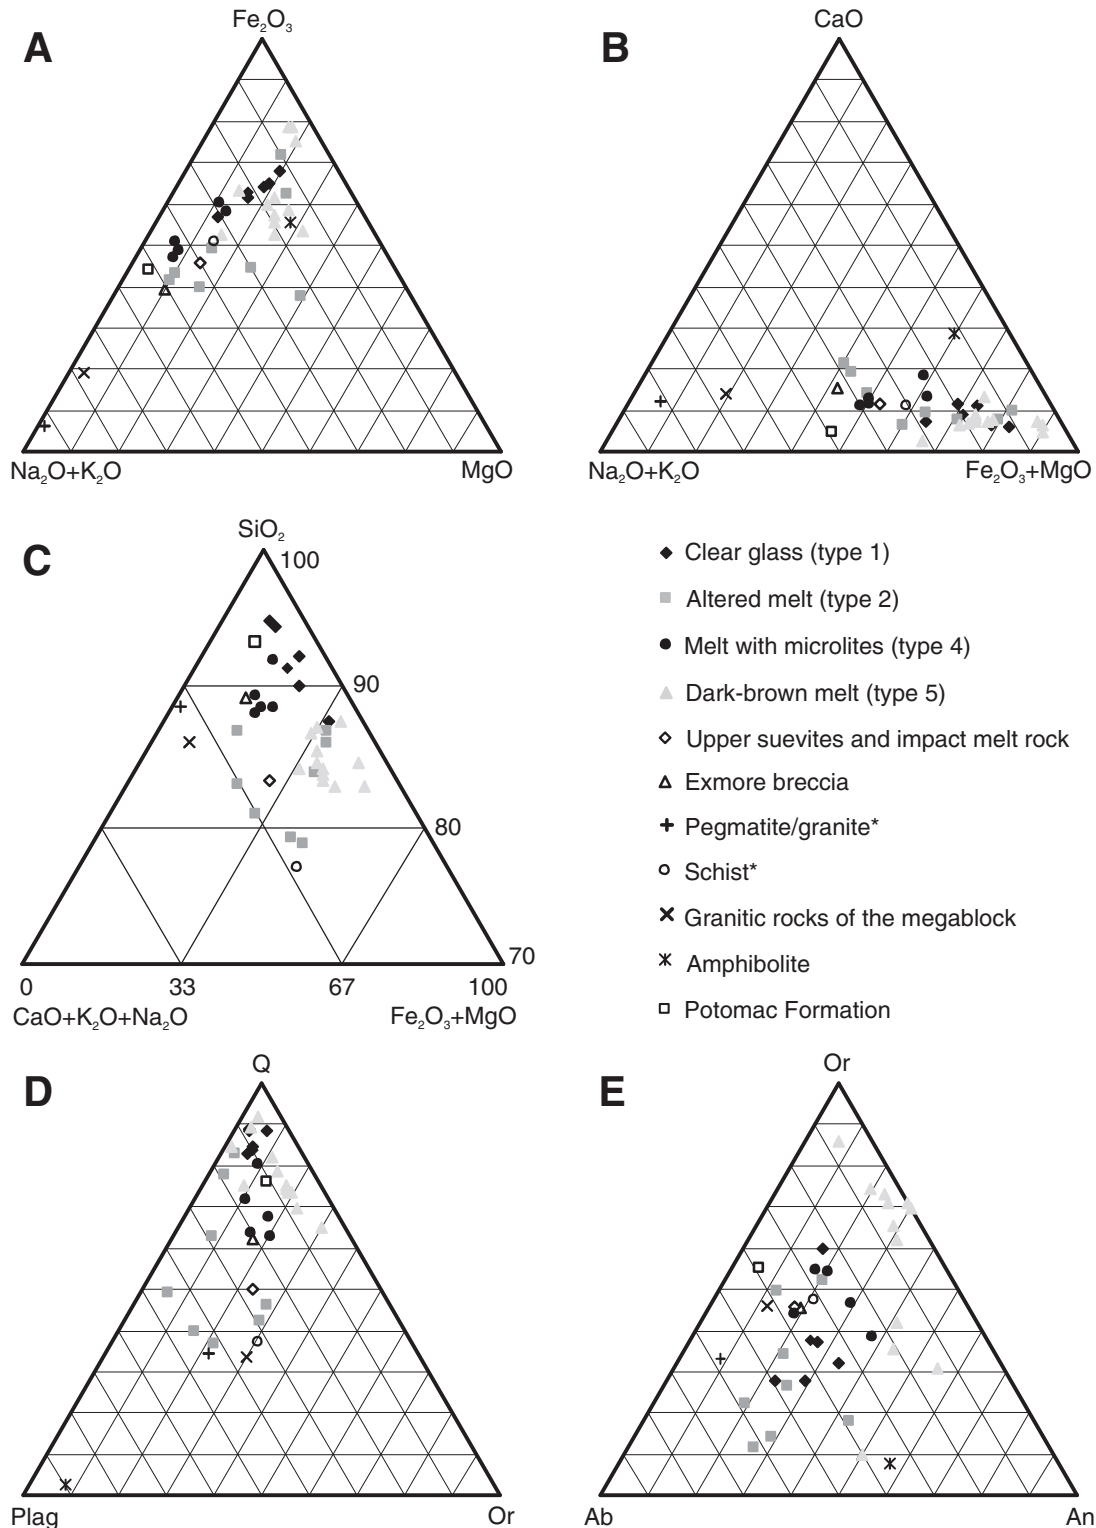 A
Fe₂O₃
Na₂O+K₂O
MgO
B
CaO
Na₂O+K₂O
Fe₂O₃+MgO
C
SiO₂
100
90
80
70
0
33
67
100
CaO+K₂O+Na₂O
Fe₂O₃+MgO
Clear glass (type 1)
Altered melt (type 2)
Melt with microlites (type 4)
Dark-brown melt (type 5)
Upper suevites and impact melt rock
Exmore breccia
Pegmatite/granite*
Schist*
Granitic rocks of the megablock
Amphibolite
Potomac Formation
D
Q
Plag
Or
E
Or
Ab
An